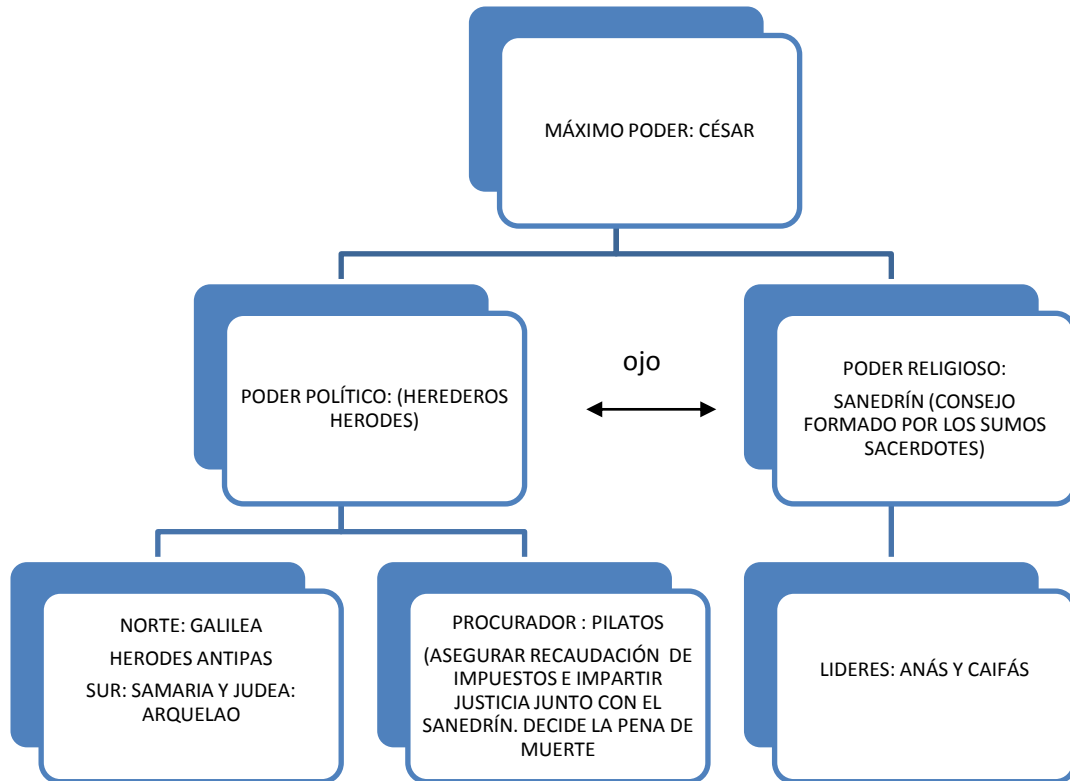 MÁXIMO PODER: CÉSAR
PODER POLÍTICO: (HEREDEROS
HERODES)
ojo
PODER RELIGIOSO:
SANEDRÍN (CONSEJO
FORMADO POR LOS SUMOS
SACERDOTES)
NORTE: GALILEA
HERODES ANTIPAS
SUR: SAMARIA Y JUDEA:
ARQUELAO
PROCURADOR : PILATOS
(ASEGURAR RECAUDACIÓN DE
IMPUESTOS E IMPARTIR
JUSTICIA JUNTO CON EL
SANEDRÍN. DECIDE LA PENA DE
MUERTE
LIDERES: ANÁS Y CAIFÁS